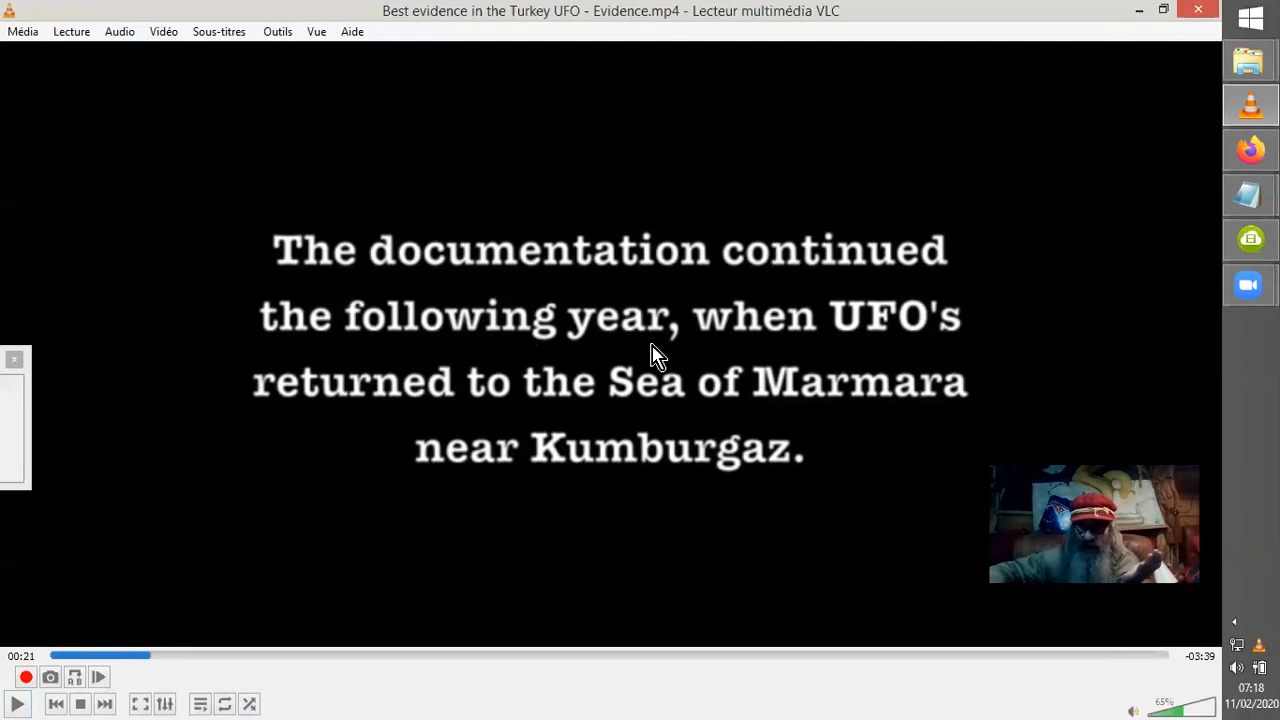 Best evidence in the Turkey UFO - Evidence.mp4 - Lecteur multimédia VLC
Média Lecture Audio Vidéo Sous-titres Outils Vue Aide
The documentation continued
the following year, when UFO's
returned to the Sea of Marmara
near Kumburgaz.
00:21
-03:39
A B
65%
07:18
11/02/2020